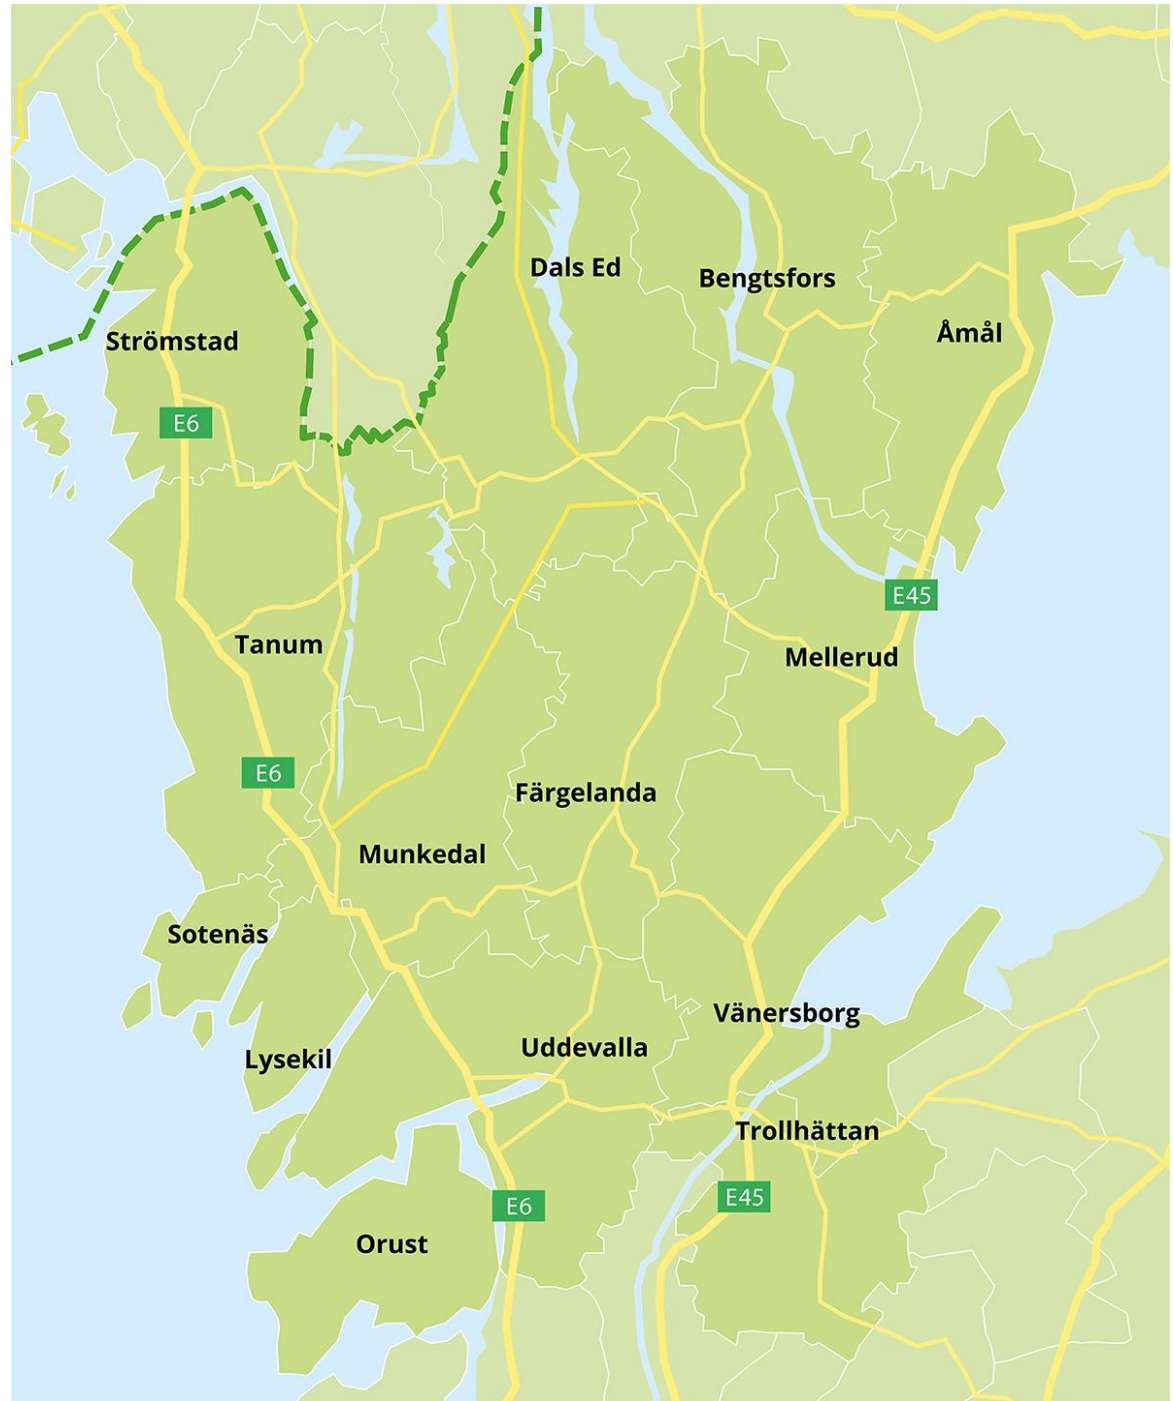 Dals Ed
Bengtsfors
Åmål
Strömstad
E6
E45
Tanum
Mellerud
E6
Färgelanda
Munkedal
Sotenäs
Vänersborg
Uddevalla
Lysekil
Trollhättan
E45
E6
Orust